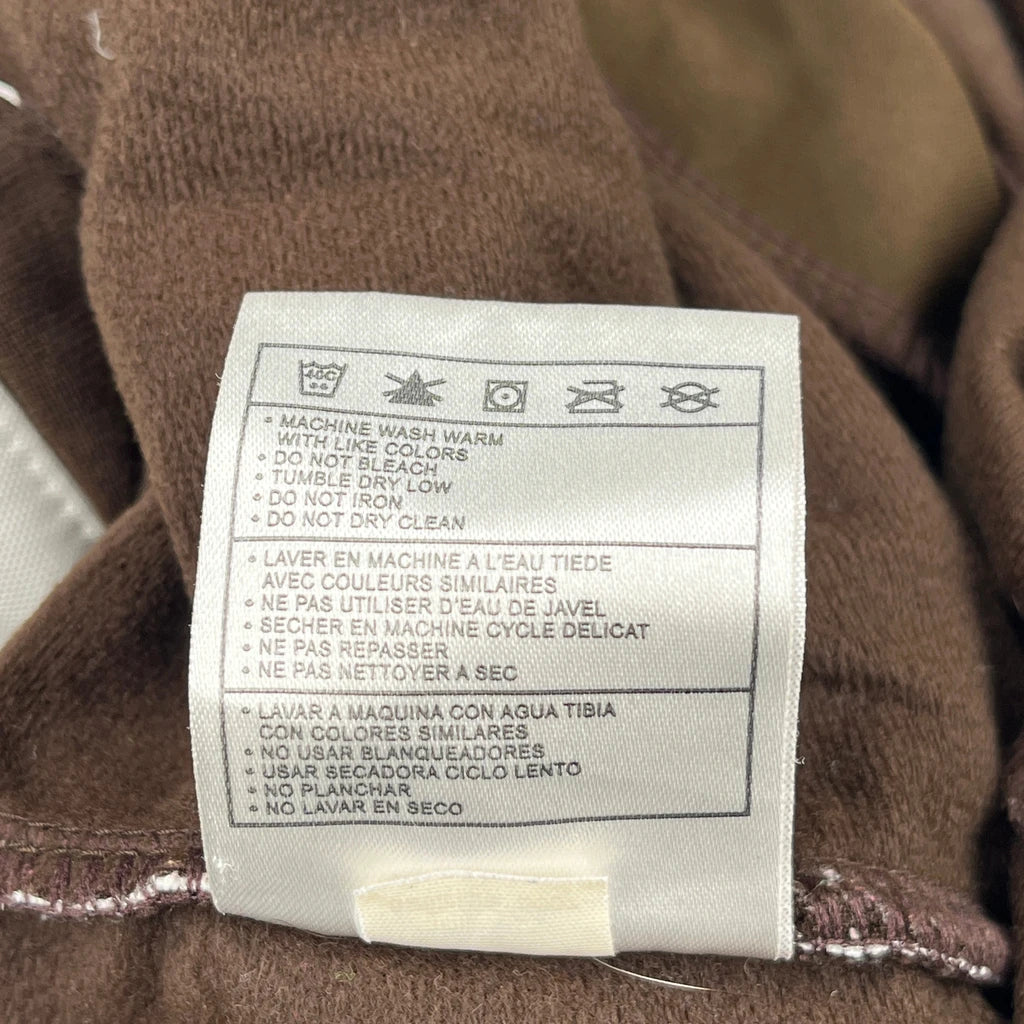 40C
• MACHINE WASH WARM
WITH LIKE COLORS
• DO NOT BLEACH
• TUMBLE DRY LOW
• DO NOT IRON
• DO NOT DRY CLEAN
• LAVER EN MACHINE A L'EAU TIEDE
AVEC COULEURS SIMILAIRES
• NE PAS UTILISER D'EAU DE JAVEL
• SECHER EN MACHINE CYCLE DELICAT
• NE PAS REPASSER
• NE PAS NETTOYER A SEC
• LAVAR A MAQUINA CON AGUA TIBIA
CON COLORES SIMILARES
• NO USAR BLANQUEADORES
• USAR SECADORA CICLO LENTO
• NO PLANCHAR
• NO LAVAR EN SECO